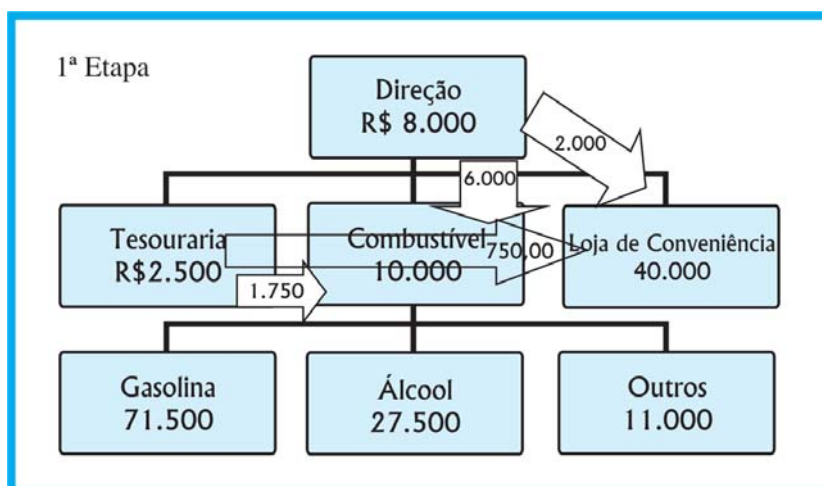 1ª Etapa
Direção
R$ 8.000
2.000
6.000
Tesouraria
R$2.500
Combustível
10.000
750,00
Loja de Conveniência
40.000
1.750
Gasolina
71.500
Álcool
27.500
Outros
11.000